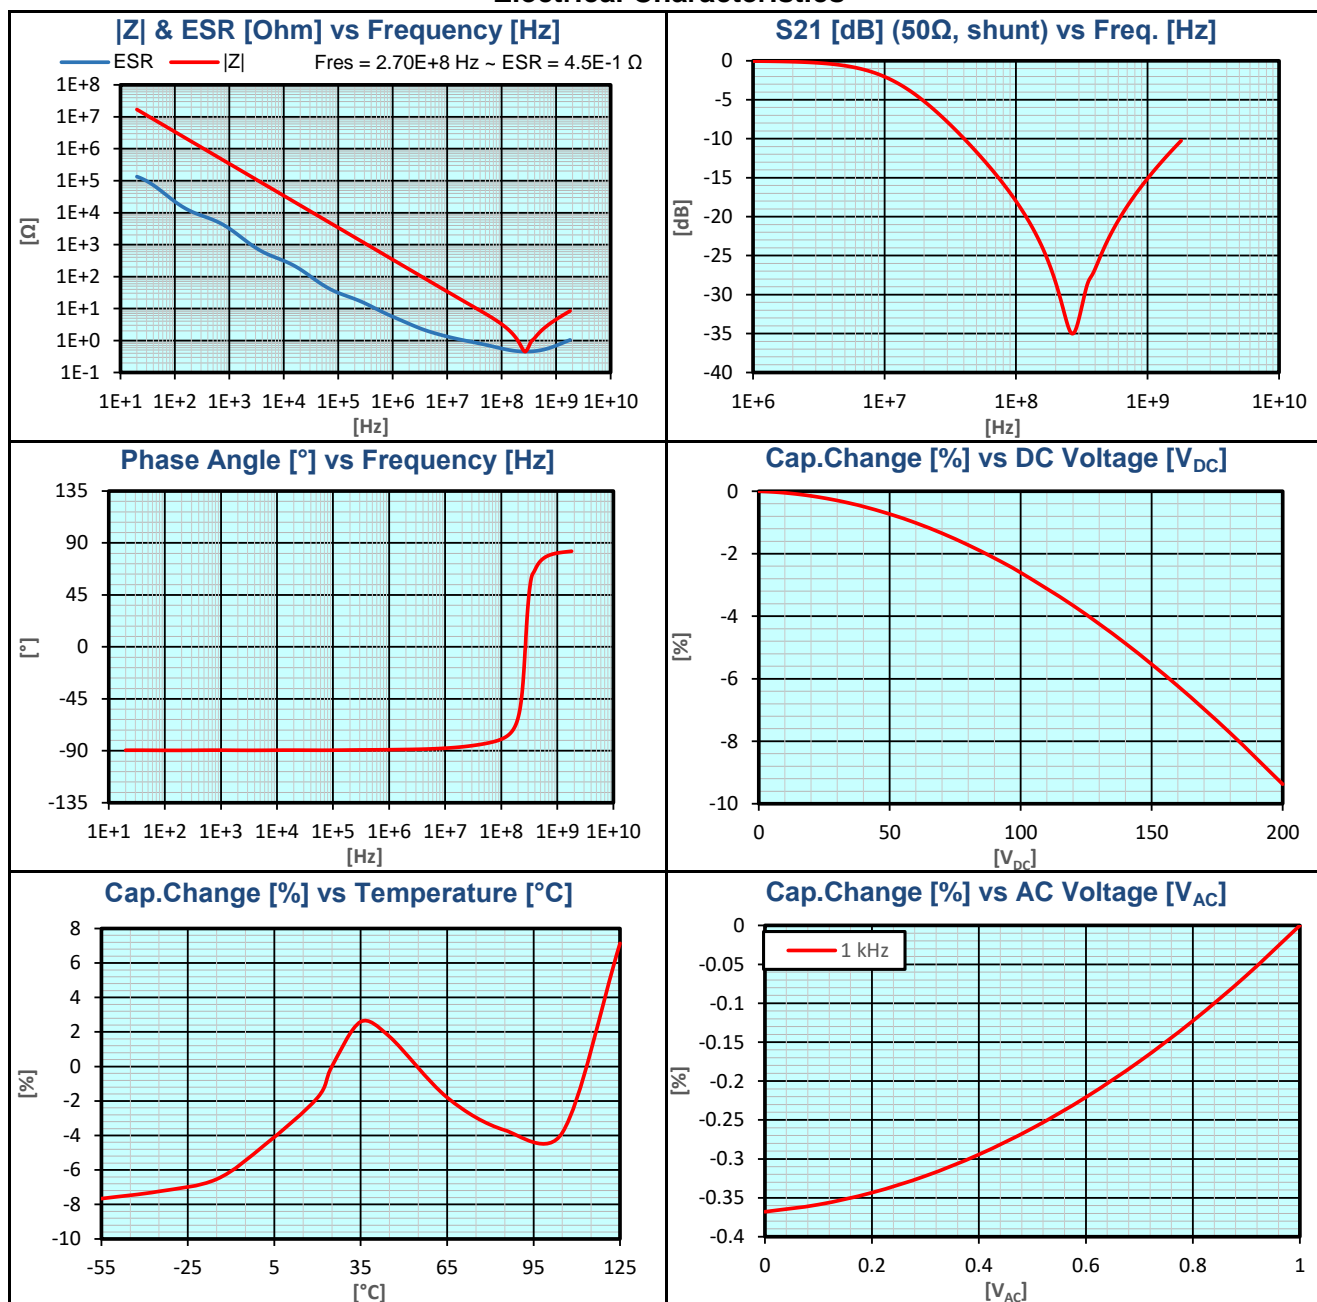 |Z| & ESR [Ohm] vs Frequency [Hz]
ESR |Z| Fres = 2.70E+8 Hz ~ ESR = 4.5E-1 Ω
1E+8
1E+7
1E+6
1E+5
1E+4
1E+3
1E+2
1E+1
1E+0
1E-1
[Ω]
1E+1 1E+2 1E+3 1E+4 1E+5 1E+6 1E+7 1E+8 1E+9 1E+10
[Hz]
S21 [dB] (50Ω, shunt) vs Freq. [Hz]
0
-5
-10
-15
-20
-25
-30
-35
-40
[dB]
1E+6 1E+7 1E+8 1E+9 1E+10
[Hz]
Phase Angle [°] vs Frequency [Hz]
135
90
45
0
-45
-90
-135
[°]
1E+1 1E+2 1E+3 1E+4 1E+5 1E+6 1E+7 1E+8 1E+9 1E+10
[Hz]
Cap.Change [%] vs DC Voltage [VDC]
0
-2
-4
-6
-8
-10
[%]
0 50 100 150 200
[VDC]
Cap.Change [%] vs Temperature [°C]
8
6
4
2
0
-2
-4
-6
-8
-10
[%]
-55 -25 5 35 65 95 125
[°C]
Cap.Change [%] vs AC Voltage [VAC]
1 kHz
0
-0.05
-0.1
-0.15
-0.2
-0.25
-0.3
-0.35
-0.4
[%]
0 0.2 0.4 0.6 0.8 1
[VAC]